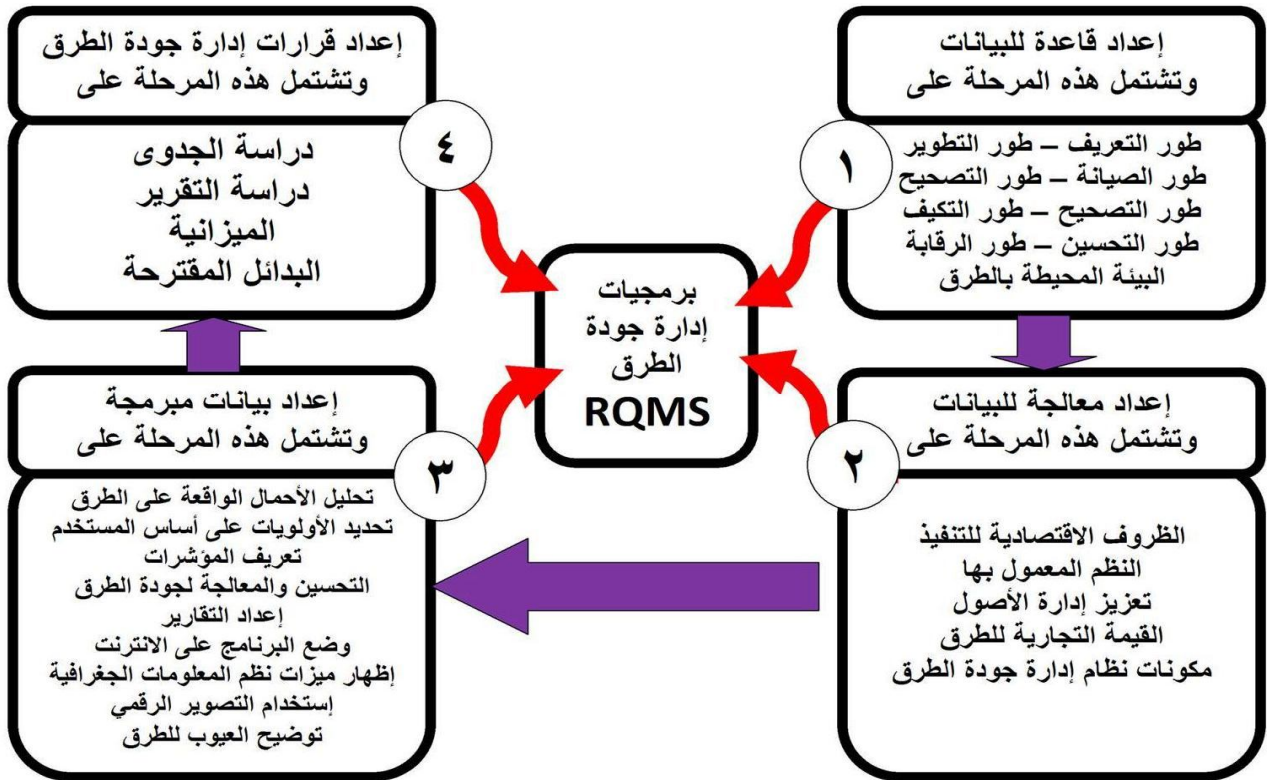 إعداد قاعدة للبيانات
وتشتمل هذه المرحلة على
١
طور التعريف – طور التطوير
طور الصيانة – طور التصحيح
طور التصحيح – طور التكيف
طور التحسين – طور الرقابة
البيئة المحيطة بالطرق
إعداد معالجة للبيانات
وتشتمل هذه المرحلة على
٢
الظروف الاقتصادية للتنفيذ
النظم المعمول بها
تعزيز إدارة الأصول
القيمة التجارية للطرق
مكونات نظام إدارة جودة الطرق
إعداد بيانات مبرمجة
وتشتمل هذه المرحلة على
٣
تحليل الأحمال الواقعة على الطرق
تحديد الأولويات على أساس المستخدم
تعريف المؤشرات
التحسين والمعالجة لجودة الطرق
إعداد التقارير
وضع البرنامج على الانترنت
إظهار ميزات نظم المعلومات الجغرافية
إستخدام التصوير الرقمي
توضيح العيوب للطرق
إعداد قرارات إدارة جودة الطرق
وتشتمل هذه المرحلة على
٤
دراسة الجدوى
دراسة التقرير
الميزانية
البدائل المقترحة
برمجيات
إدارة جودة
الطرق
RQMS